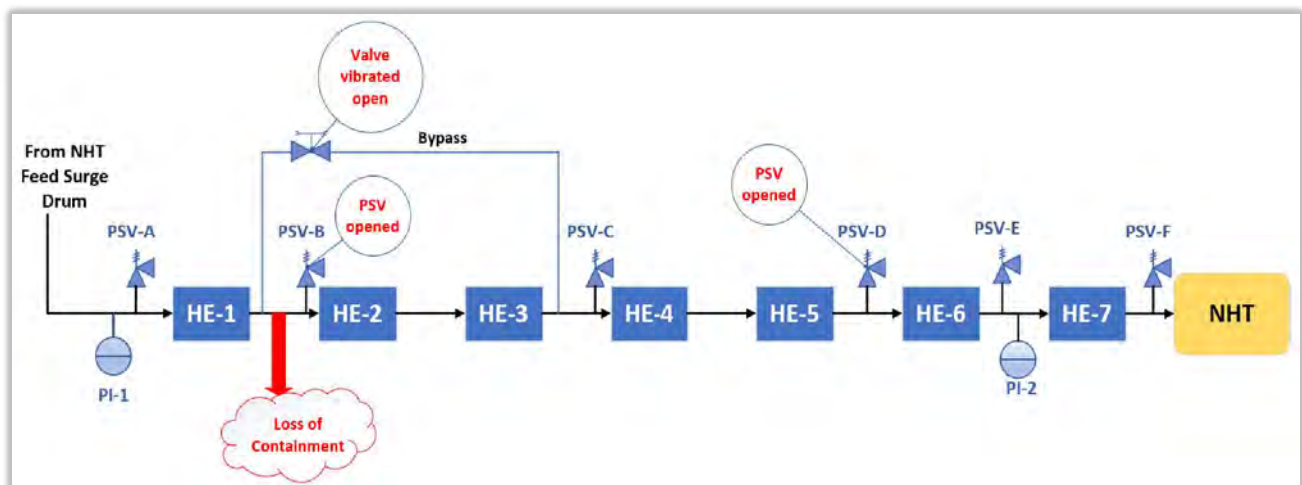 Valve
vibrated
open
Bypass
From NHT
Feed Surge
Drum
PSV
opened
PSV
opened
PSV-A
PSV-B
PSV-C
PSV-D
PSV-E
PSV-F
HE-1
HE-2
HE-3
HE-4
HE-5
HE-6
HE-7
NHT
PI-1
PI-2
Loss of
Containment